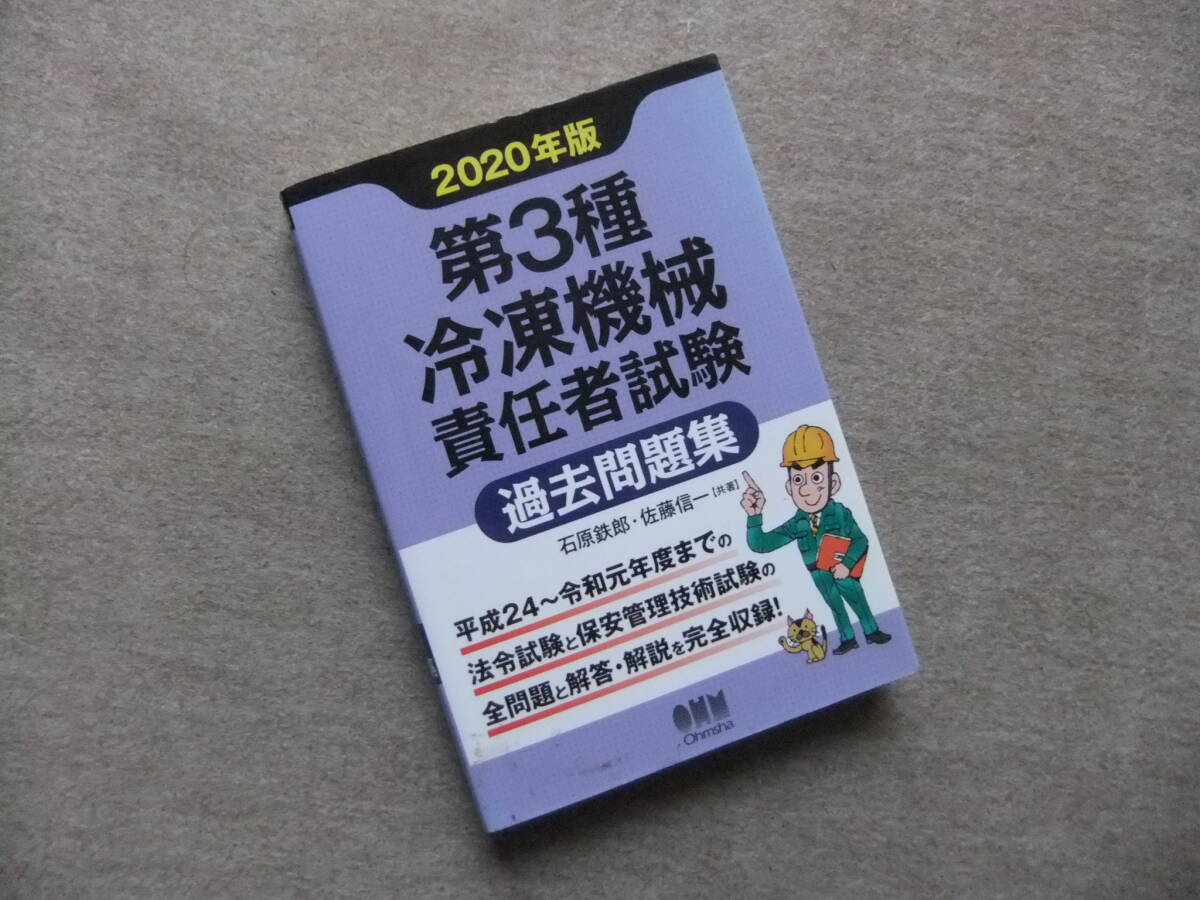 2020年版
第3種
冷凍機械
責任者試験
過去問題集
石原鉄郎・佐藤信一［共著］
平成24～令和元年度までの
法令試験と保安管理技術試験の
全問題と解答・解説を完全収録！
OHM
Ohmsha